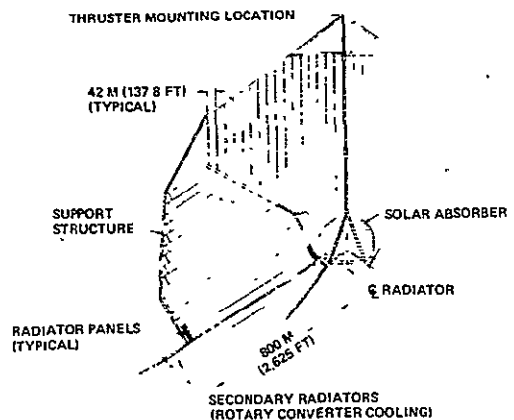 THRUSTER MOUNTING LOCATION
42 M (137 8 FT)
(TYPICAL)
SUPPORT
STRUCTURE
SOLAR ABSORBER
℄ RADIATOR
RADIATOR PANELS
(TYPICAL)
800 M
(2,625 FT)
SECONDARY RADIATORS
(ROTARY CONVERTER COOLING)